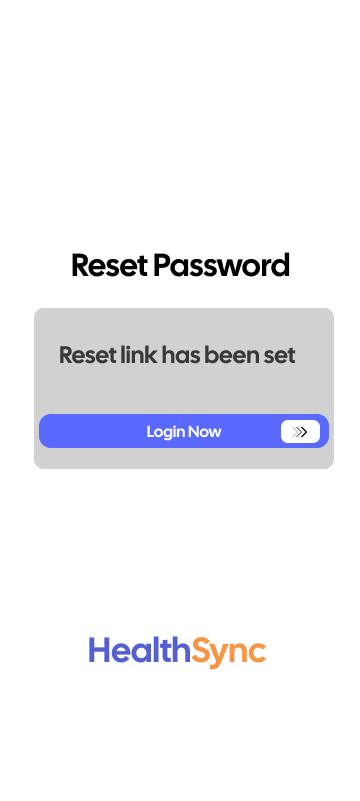 Reset Password
Reset link has been set
Login Now
HealthSync